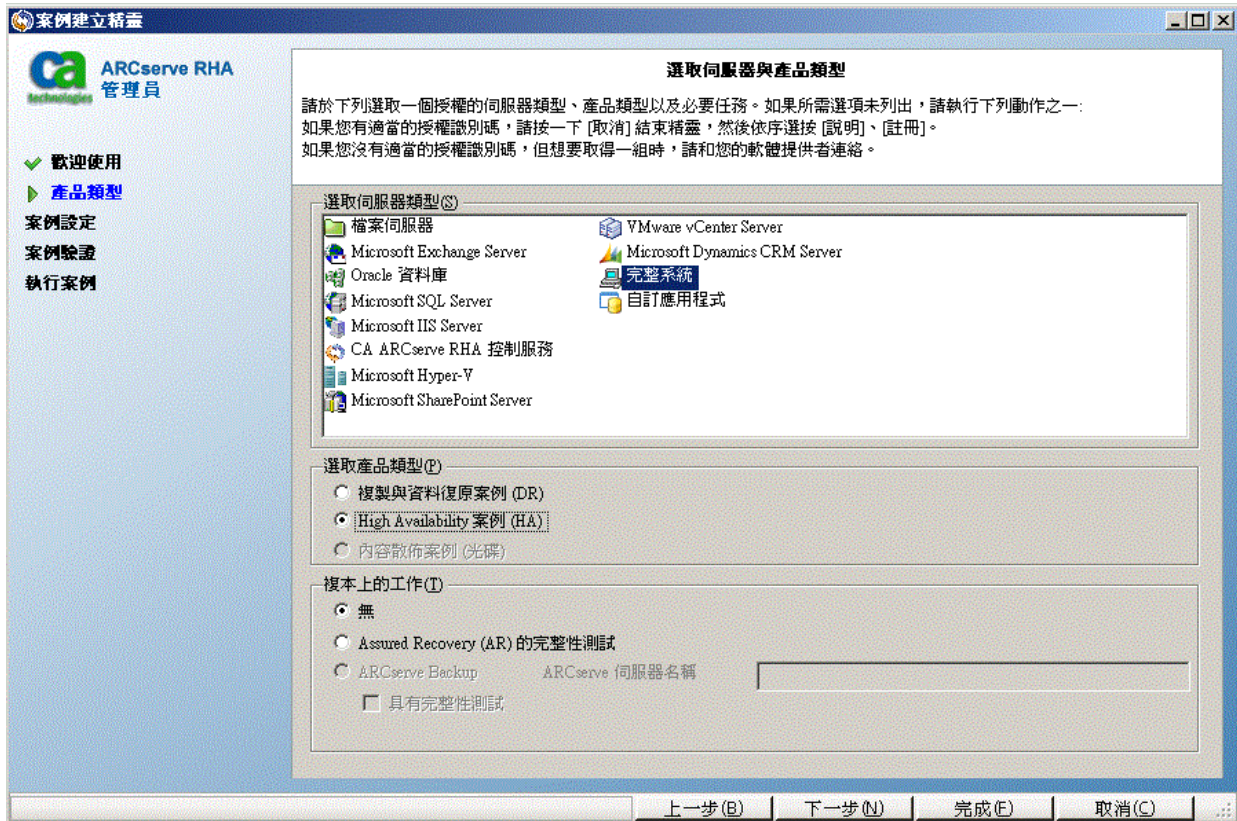 案例建立精靈
ca
technologies
ARCserve RHA
管理員
歡迎使用
產品類型
案例設定
案例驗證
執行案例
選取伺服器與產品類型
請於下列選取一個授權的伺服器類型、產品類型以及必要任務。如果所需選項未列出，請執行下列動作之一:
如果您有適當的授權識別碼，請按一下 [取消] 結束精靈，然後依序選按 [說明]、[註冊]。
如果您沒有適當的授權識別碼，但想要取得一組時，請和您的軟體提供者連絡。
選取伺服器類型(S)
檔案伺服器
Microsoft Exchange Server
Oracle 資料庫
Microsoft SQL Server
Microsoft IIS Server
CA ARCserve RHA 控制服務
Microsoft Hyper-V
Microsoft SharePoint Server
VMware vCenter Server
Microsoft Dynamics CRM Server
完整系統
自訂應用程式
選取產品類型(P)
複製與資料復原案例 (DR)
High Availability 案例 (HA)
內容散佈案例 (光碟)
複本上的工作(T)
無
Assured Recovery (AR) 的完整性測試
ARCserve Backup ARCserve 伺服器名稱
具有完整性測試
上一步(B) 下一步(N) 完成(F) 取消(C)